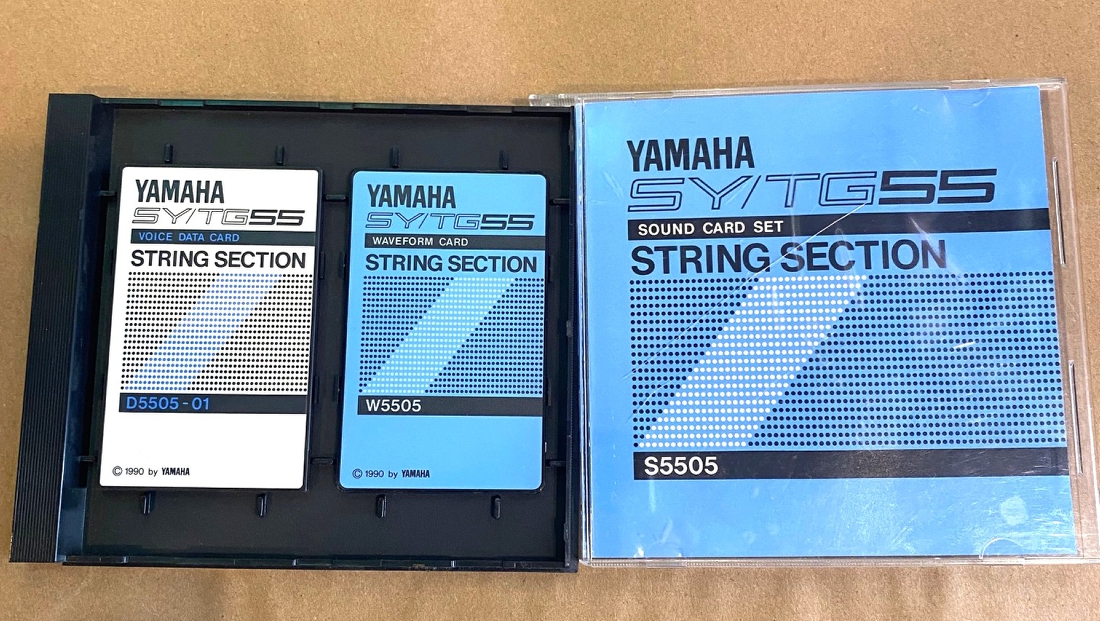 YAMAHA
SY/TG55
VOICE DATA CARD
STRING SECTION
D5505-01
© 1990 by YAMAHA
YAMAHA
SY/TG55
WAVEFORM CARD
STRING SECTION
W5505
© 1990 by YAMAHA
YAMAHA
SY/TG55
SOUND CARD SET
STRING SECTION
S5505